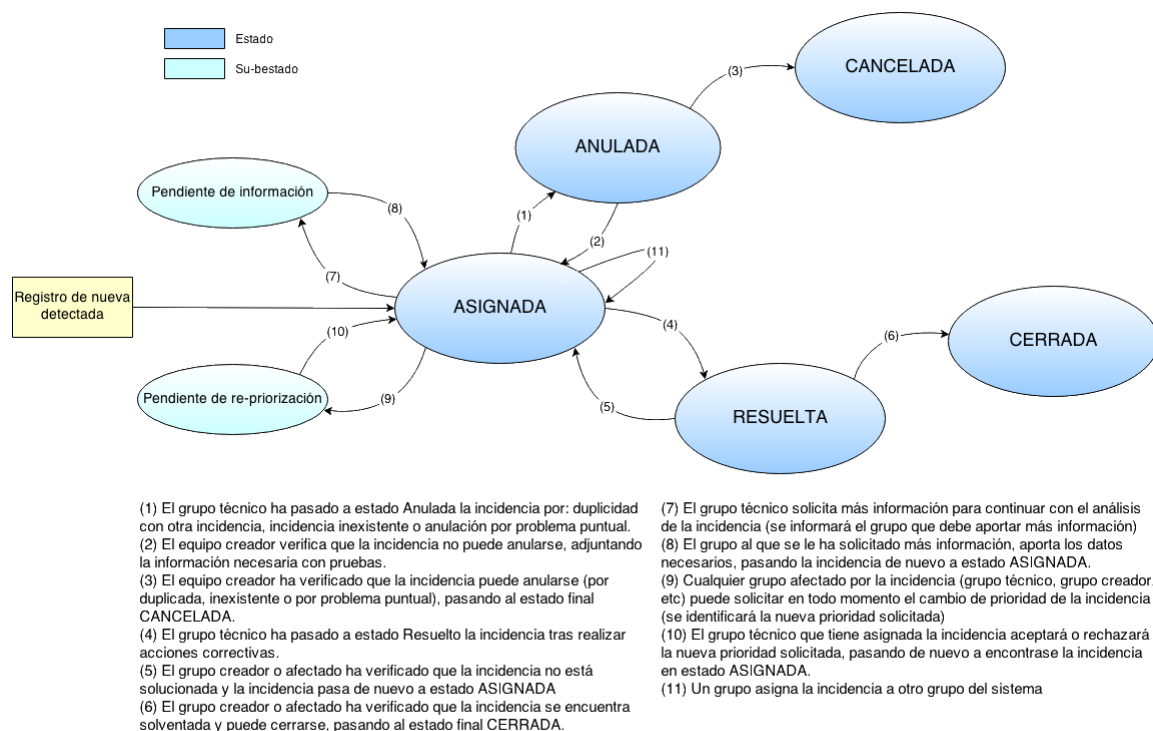 Estado
Su-bestado
CANCELADA
(3)
ANULADA
Pendiente de información
(8)
(1)
(2)
(11)
(7)
Registro de nueva
detectada
ASIGNADA
(10)
(4)
(6)
CERRADA
Pendiente de re-priorización
(9)
(5)
RESUELTA
(1) El grupo técnico ha pasado a estado Anulada la incidencia por: duplicidad
con otra incidencia, incidencia inexistente o anulación por problema puntual.
(2) El equipo creador verifica que la incidencia no puede anularse, adjuntando
la información necesaria con pruebas.
(3) El equipo creador ha verificado que la incidencia puede anularse (por
duplicada, inexistente o por problema puntual), pasando al estado final
CANCELADA.
(4) El grupo técnico ha pasado a estado Resuelto la incidencia tras realizar
acciones correctivas.
(5) El grupo creador o afectado ha verificado que la incidencia no está
solucionada y la incidencia pasa de nuevo a estado ASIGNADA
(6) El grupo creador o afectado ha verificado que la incidencia se encuentra
solventada y puede cerrarse, pasando al estado final CERRADA.
(7) El grupo técnico solicita más información para continuar con el análisis
de la incidencia (se informará el grupo que debe aportar más información)
(8) El grupo al que se le ha solicitado más información, aporta los datos
necesarios, pasando la incidencia de nuevo a estado ASIGNADA.
(9) Cualquier grupo afectado por la incidencia (grupo técnico, grupo creador,
etc) puede solicitar en todo momento el cambio de prioridad de la incidencia
(se identificará la nueva prioridad solicitada)
(10) El grupo técnico que tiene asignada la incidencia aceptará o rechazará
la nueva prioridad solicitada, pasando de nuevo a encontrase la incidencia
en estado ASIGNADA.
(11) Un grupo asigna la incidencia a otro grupo del sistema